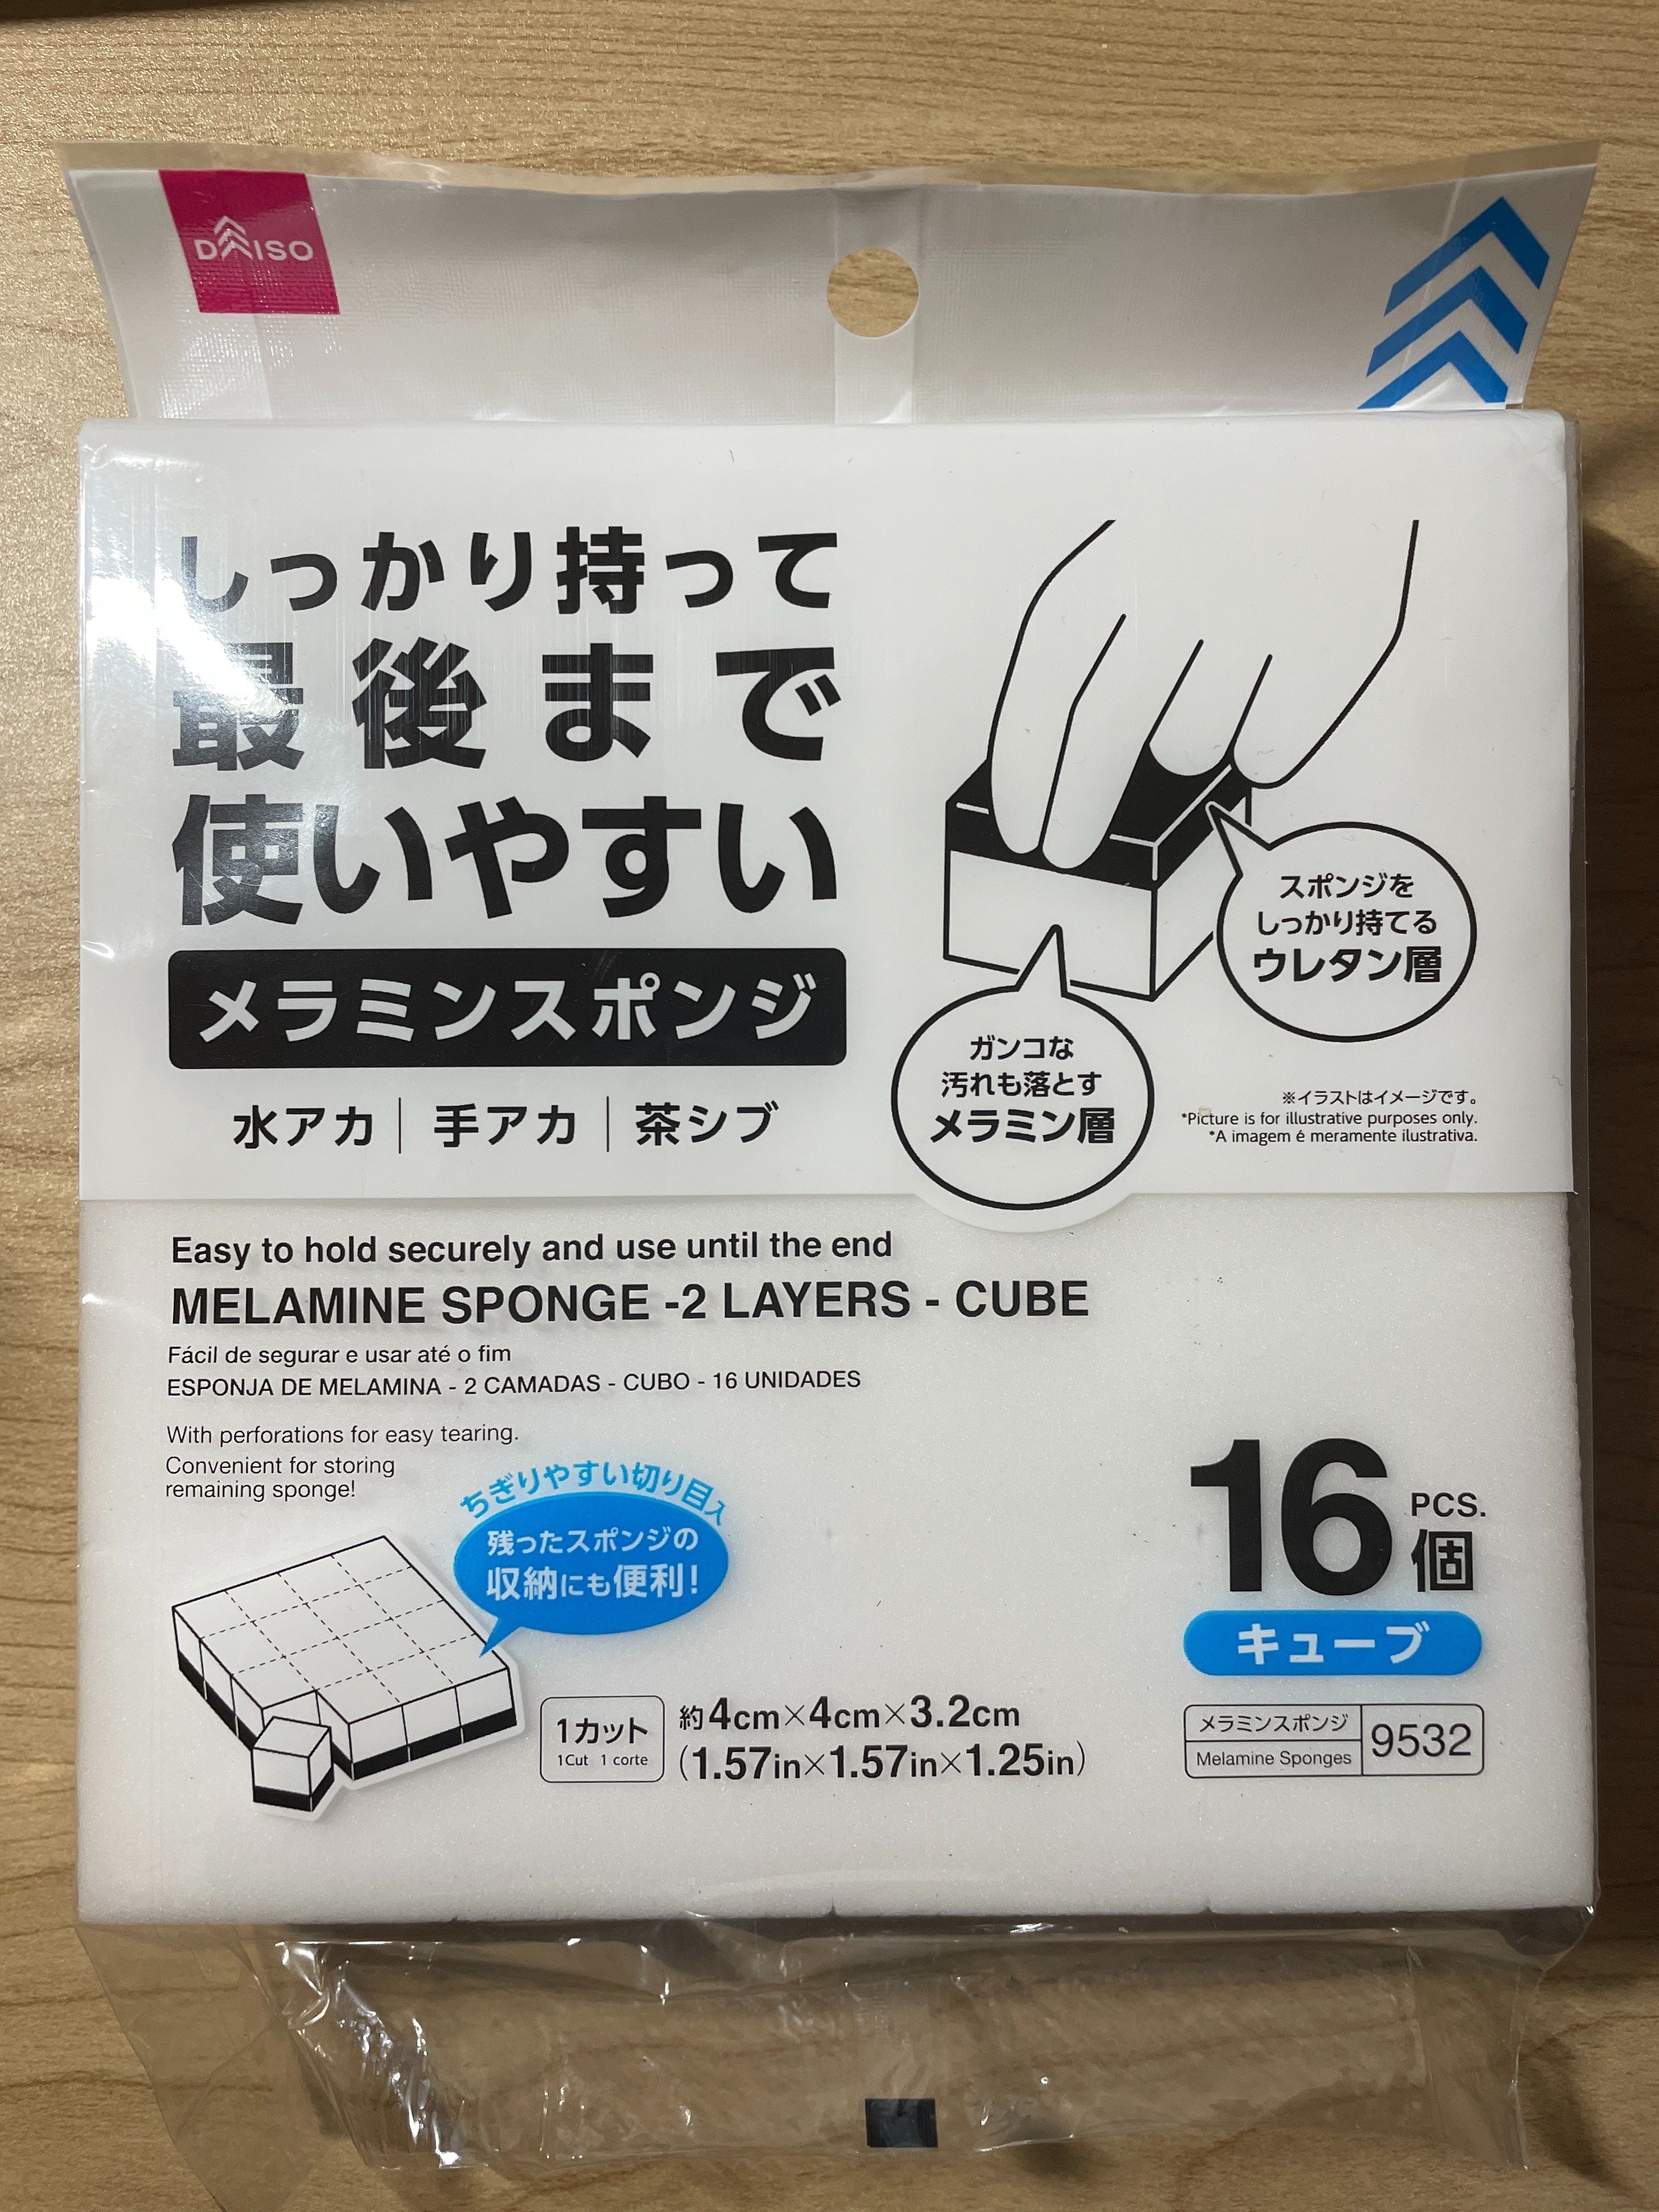 DAISO
しっかり持って
最後まで
使いやすい
メラミンスポンジ
水アカ｜手アカ｜茶シブ
スポンジを
しっかり持てる
ウレタン層
ガンコな
汚れも落とす
メラミン層
※イラストはイメージです。
*Picture is for illustrative purposes only.
*A imagem é meramente ilustrativa.
Easy to hold securely and use until the end
MELAMINE SPONGE -2 LAYERS - CUBE
Fácil de segurar e usar até o fim
ESPONJA DE MELAMINA - 2 CAMADAS - CUBO - 16 UNIDADES
With perforations for easy tearing.
Convenient for storing
remaining sponge!
ちぎりやすい切り目入
残ったスポンジの
収納にも便利!
16 PCS.
個
キューブ
1カット
1Cut 1 corte
約4cm×4cm×3.2cm
(1.57in×1.57in×1.25in)
メラミンスポンジ
Melamine Sponges
9532